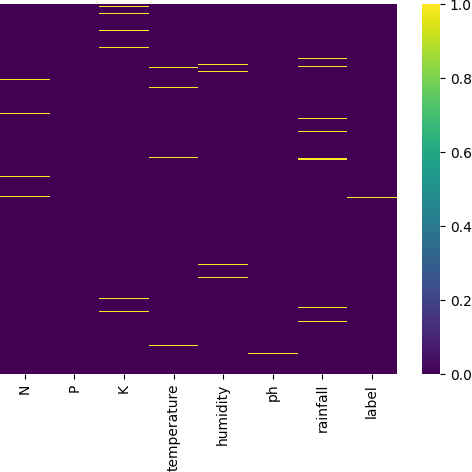 1.0
0.8
0.6
0.4
0.2
0.0
N
P
K
temperature
humidity
ph
rainfall
label